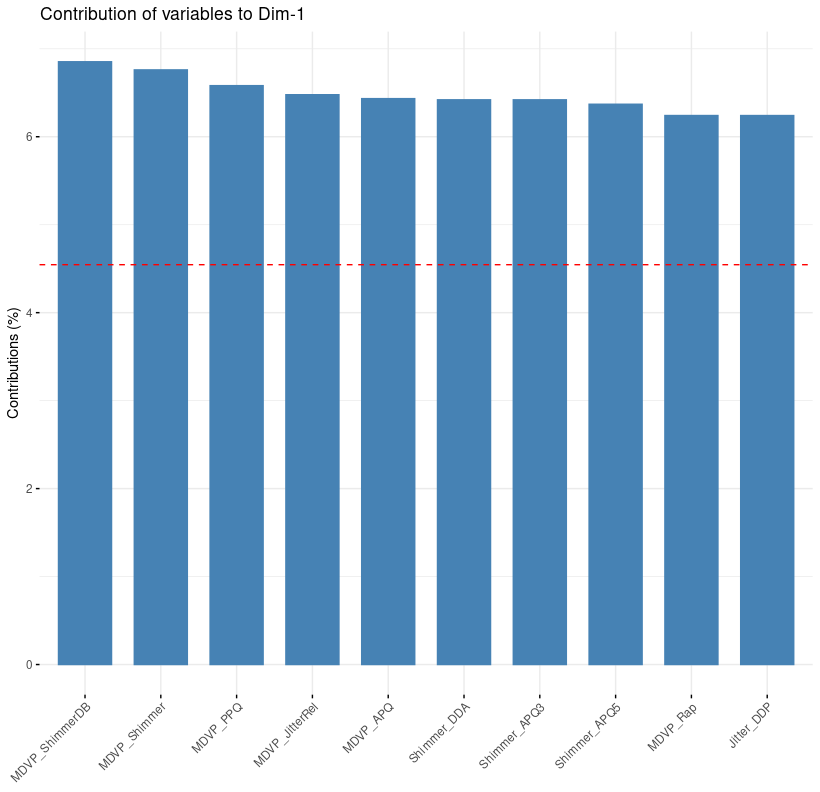 Contribution of variables to Dim-1
Contributions (%)
6
4
2
0
MDVP_ShimmerDB
MDVP_Shimmer
MDVP_PPQ
MDVP_JitterRel
MDVP_APQ
Shimmer_DDA
Shimmer_APQ3
Shimmer_APQ5
MDVP_Rap
Jitter_DDP